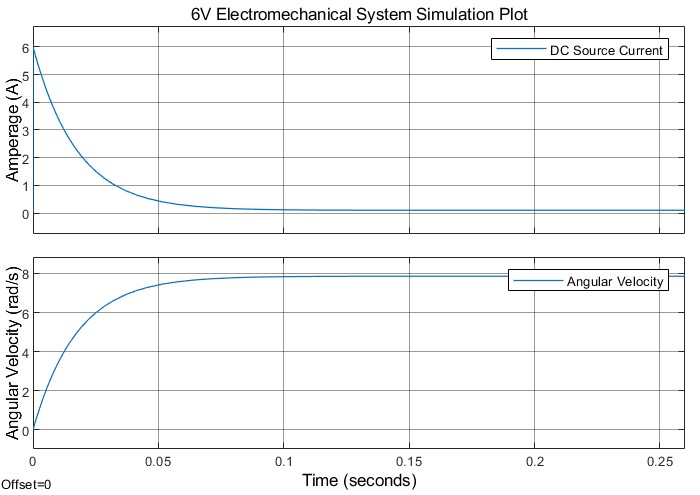 6V Electromechanical System Simulation Plot
Amperage (A)
6
5
4
3
2
1
0
DC Source Current
Angular Velocity (rad/s)
8
6
4
2
0
Angular Velocity
0 0.05 0.1 0.15 0.2 0.25
Time (seconds)
Offset=0